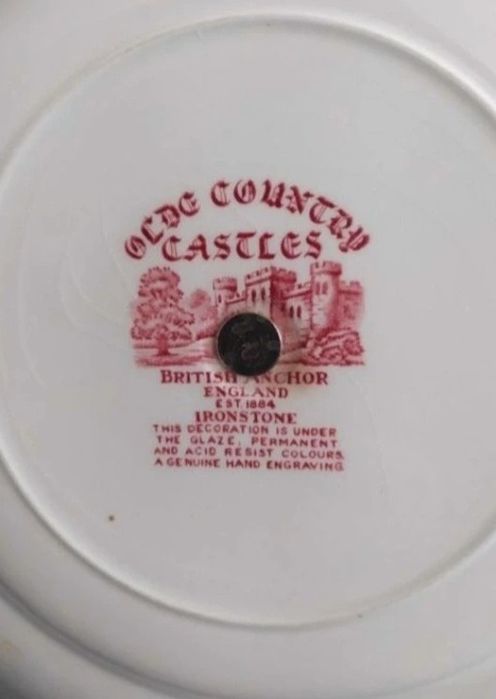 OLDE COUNTRY
CASTLES
BRITISH ANCHOR
ENGLAND
EST. 1884
IRONSTONE
THIS DECORATION IS UNDER
THE GLAZE, PERMANENT
AND ACID RESIST COLOURS.
A GENUINE HAND ENGRAVING